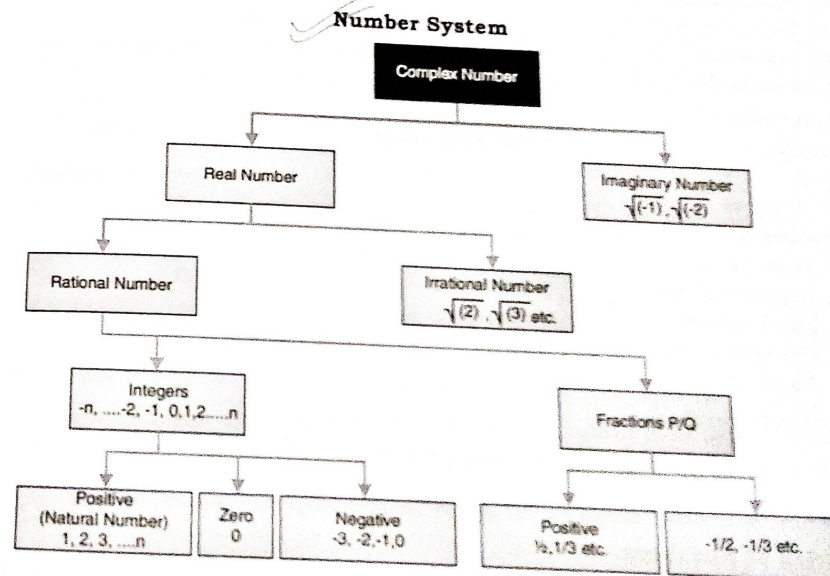 Number System
Complex Number
Real Number
Imaginary Number
√(-1), √(-2)
Rational Number
Irrational Number
√(2), √(3) etc.
Integers
-n, ....-2, -1, 0,1,2.....n
Fractions P/Q
Positive
(Natural Number)
1, 2, 3, ....n
Zero
0
Negative
-3, -2,-1,0
Positive
½,1/3 etc.
-1/2, -1/3 etc.